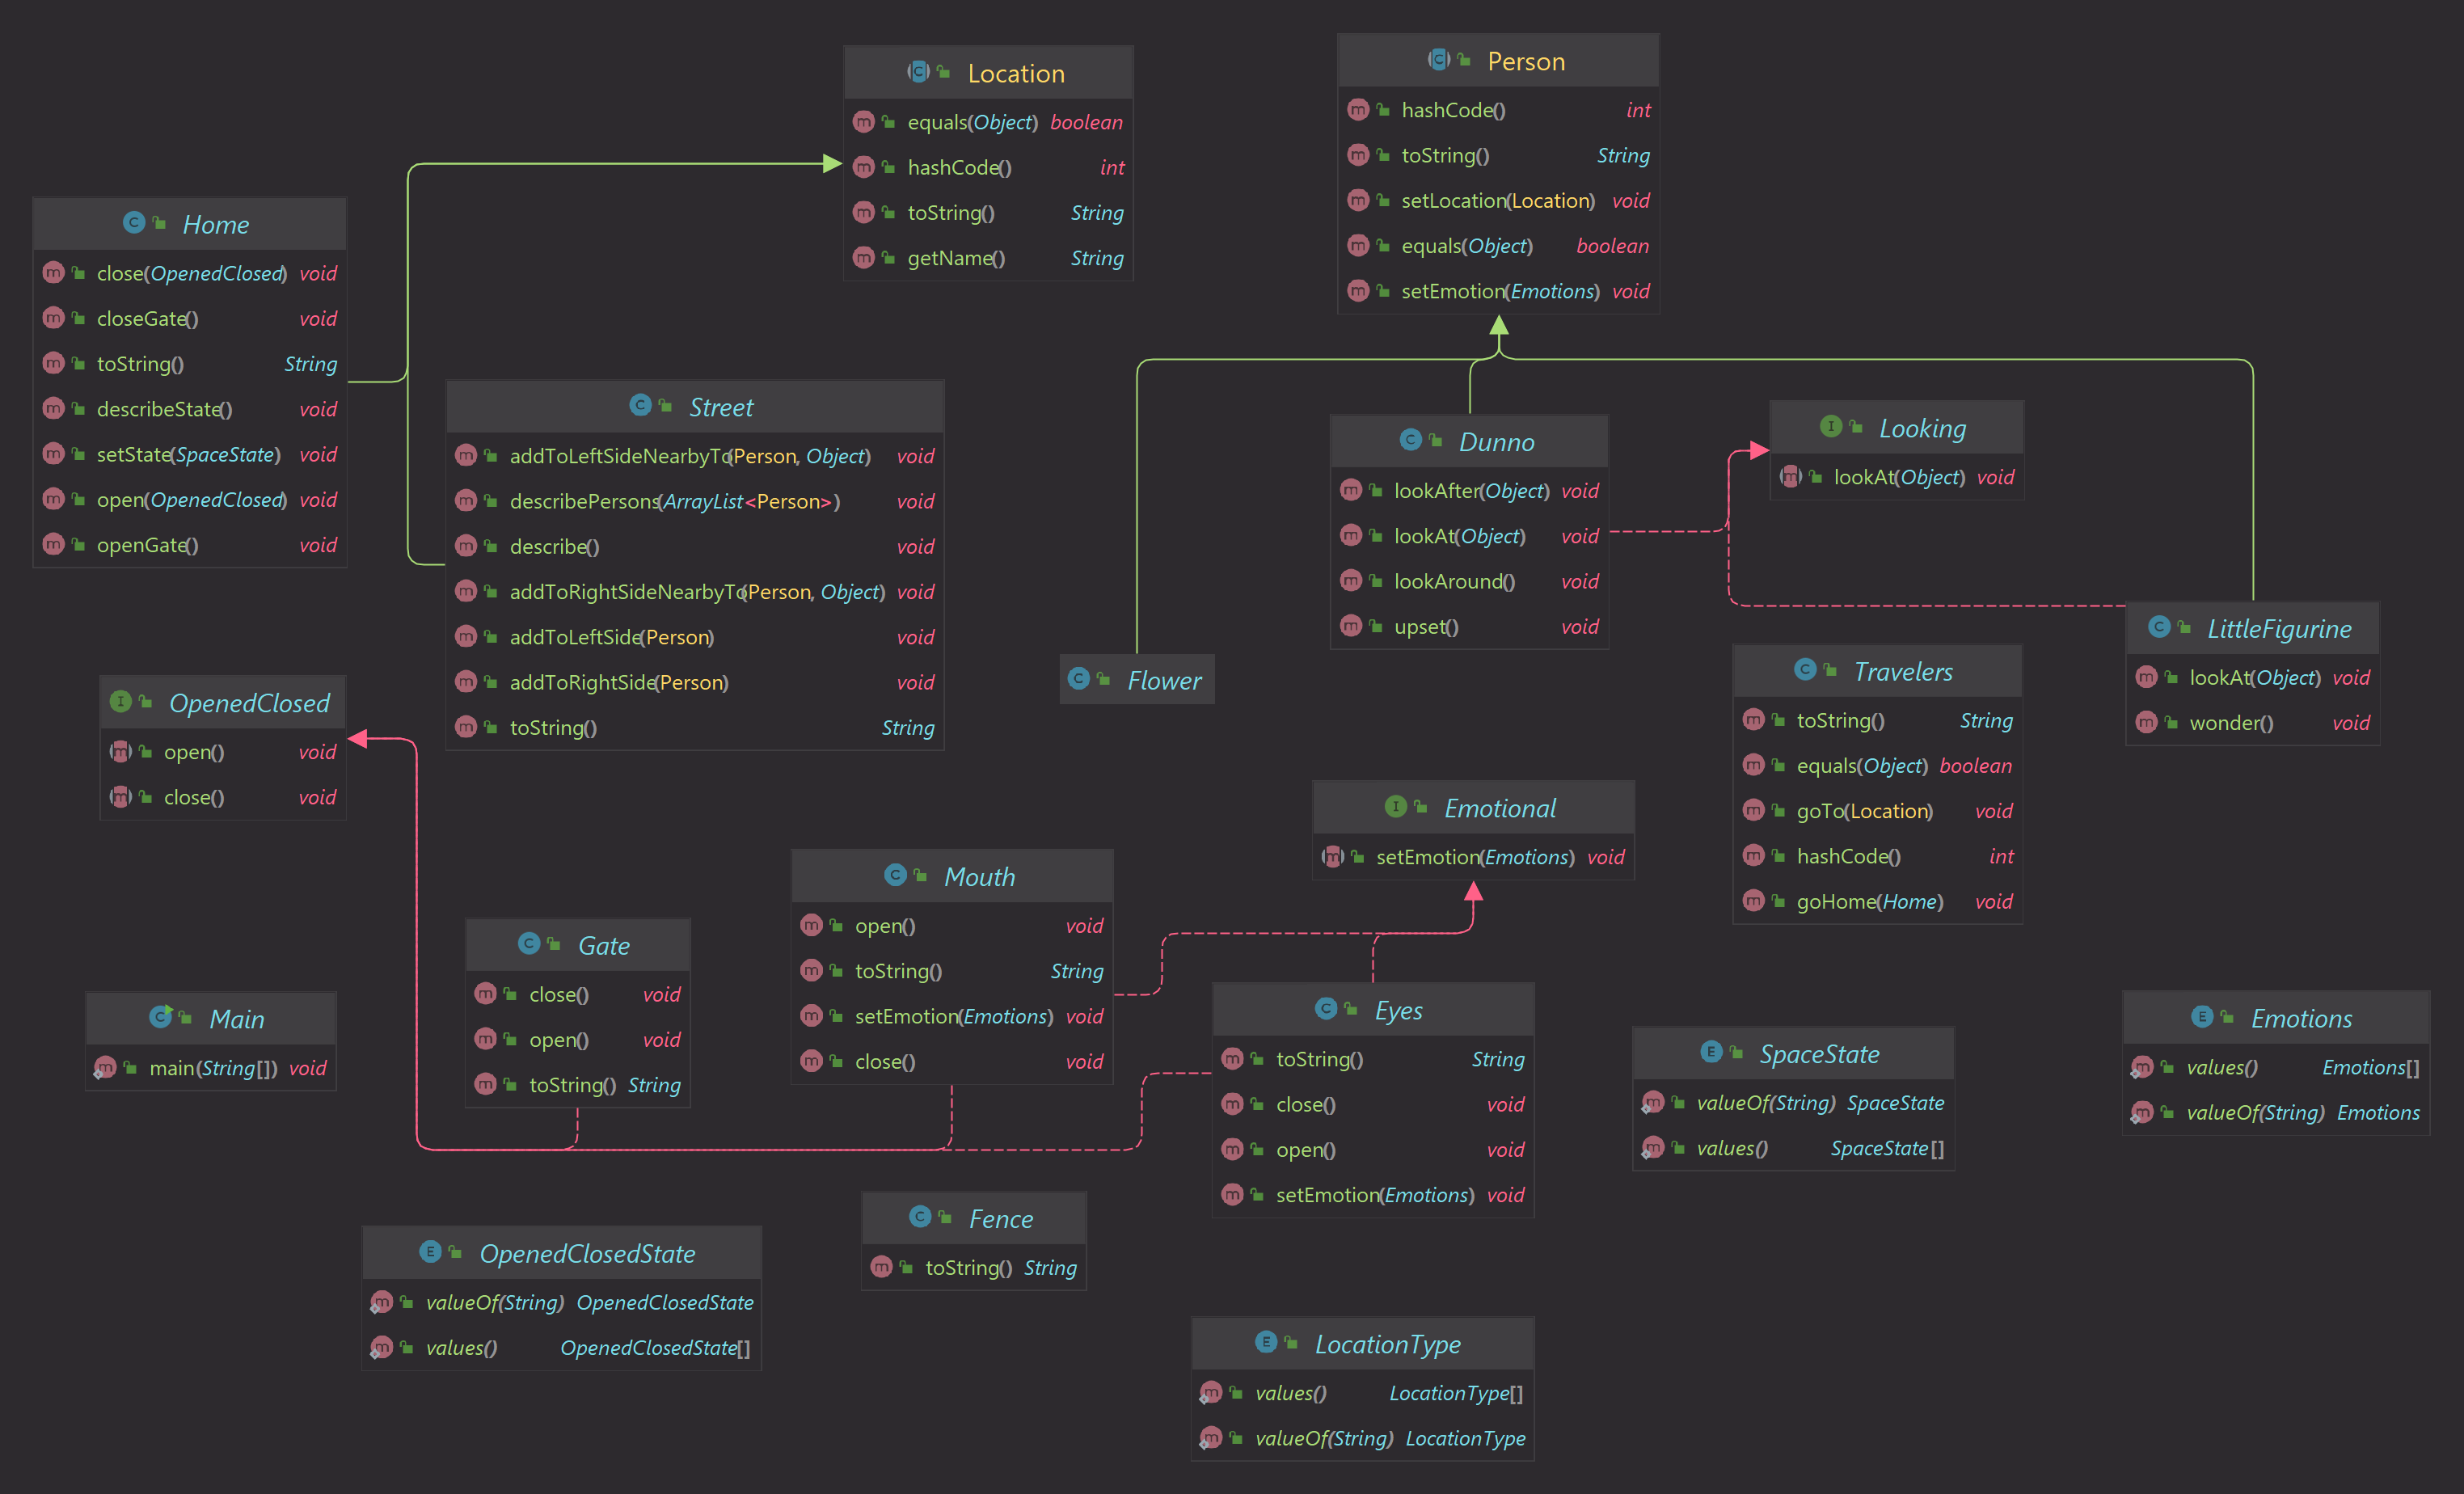 Location
equals(Object) boolean
hashCode() int
toString() String
getName() String
Person
hashCode() int
toString() String
setLocation(Location) void
equals(Object) boolean
setEmotion(Emotions) void
Home
close(OpenedClosed) void
closeGate() void
toString() String
describeState() void
setState(SpaceState) void
open(OpenedClosed) void
openGate() void
Street
addToLeftSideNearbyTo(Person, Object) void
describePersons(ArrayList<Person>) void
describe() void
addToRightSideNearbyTo(Person, Object) void
addToLeftSide(Person) void
addToRightSide(Person) void
toString() String
Dunno
lookAfter(Object) void
lookAt(Object) void
lookAround() void
upset() void
Looking
lookAt(Object) void
Flower
LittleFigurine
lookAt(Object) void
wonder() void
Travelers
toString() String
equals(Object) boolean
goTo(Location) void
hashCode() int
goHome(Home) void
OpenedClosed
open() void
close() void
Emotional
setEmotion(Emotions) void
Mouth
open() void
toString() String
setEmotion(Emotions) void
close() void
Gate
close() void
open() void
toString() String
Main
main(String[]) void
Eyes
toString() String
close() void
open() void
setEmotion(Emotions) void
SpaceState
valueOf(String) SpaceState
values() SpaceState[]
Emotions
values() Emotions[]
valueOf(String) Emotions
Fence
toString() String
OpenedClosedState
valueOf(String) OpenedClosedState
values() OpenedClosedState[]
LocationType
values() LocationType[]
valueOf(String) LocationType